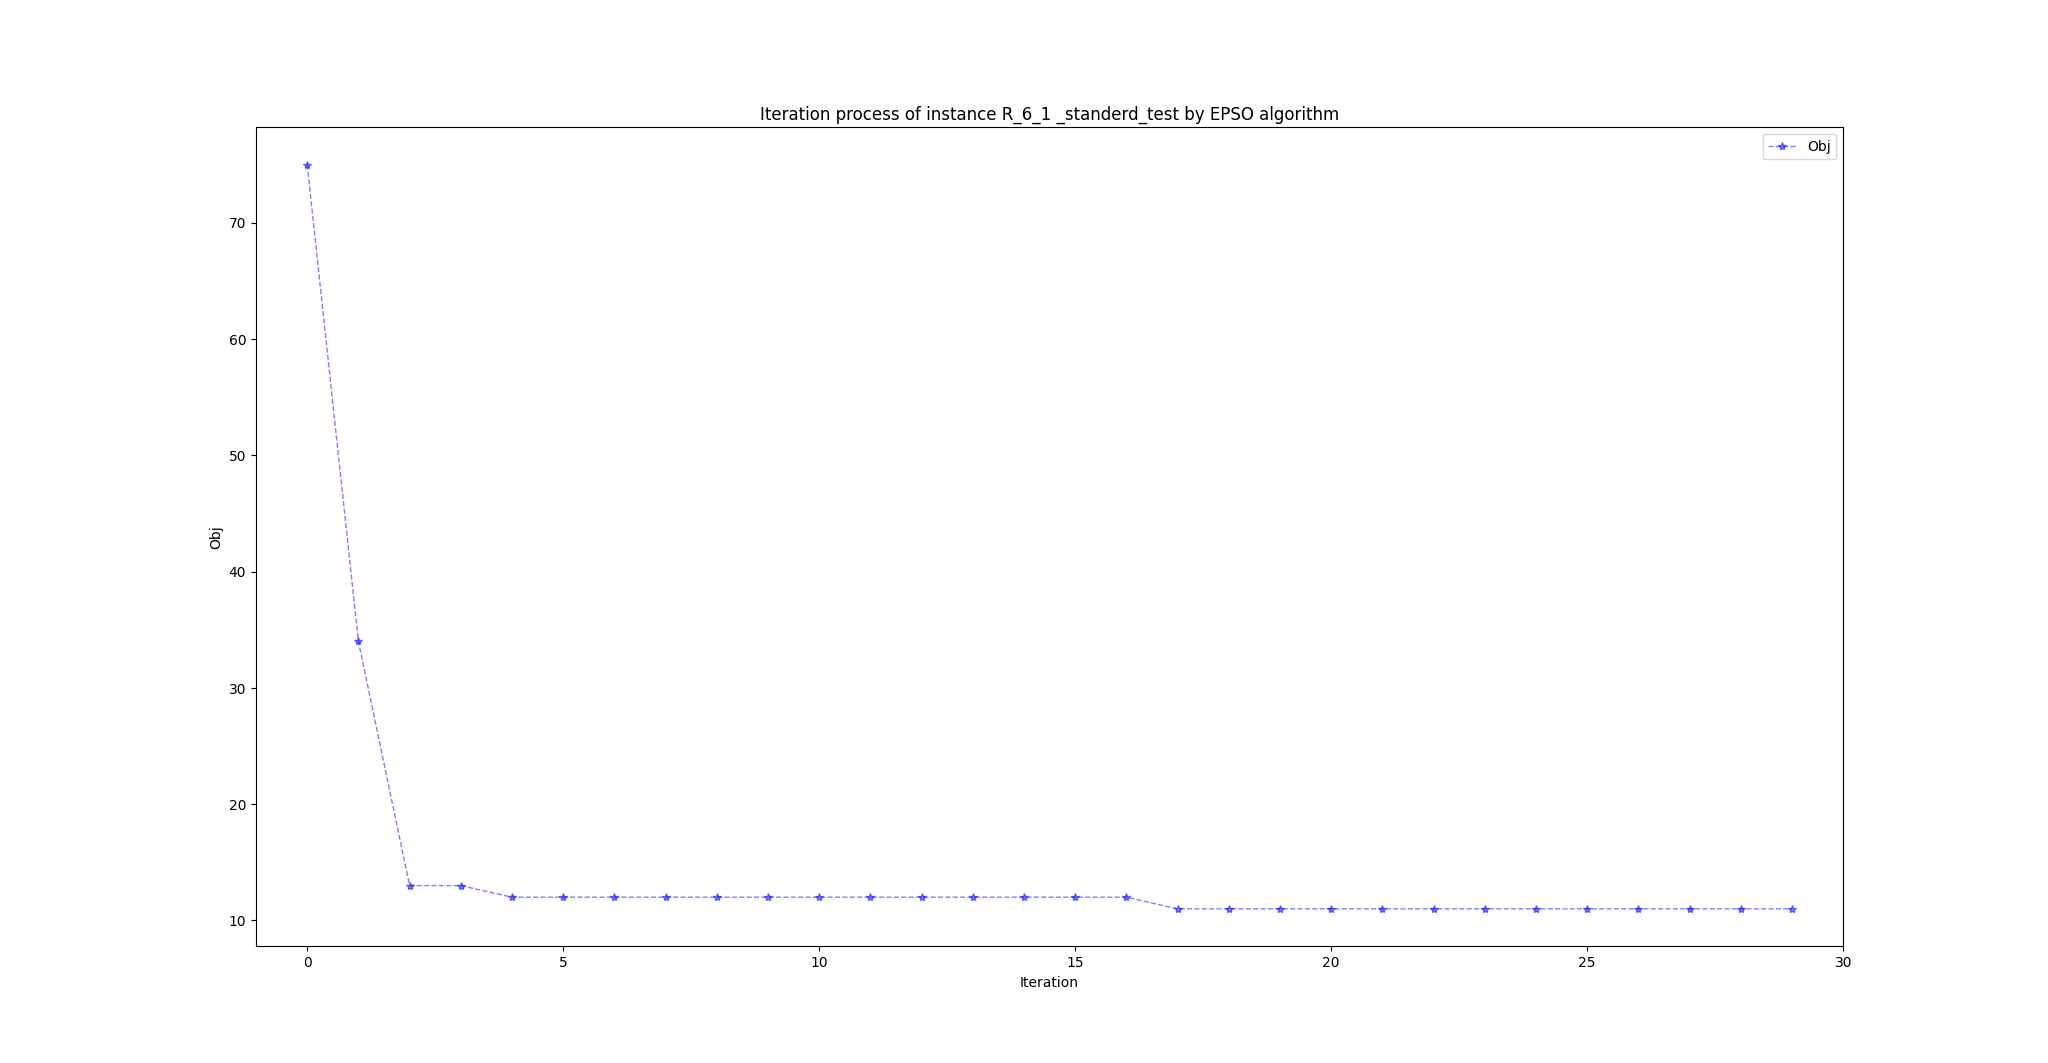 Iteration process of instance R_6_1 _standerd_test by EPSO algorithm
Obj
70
60
50
40
30
20
10
Obj
0 5 10 15 20 25 30
Iteration